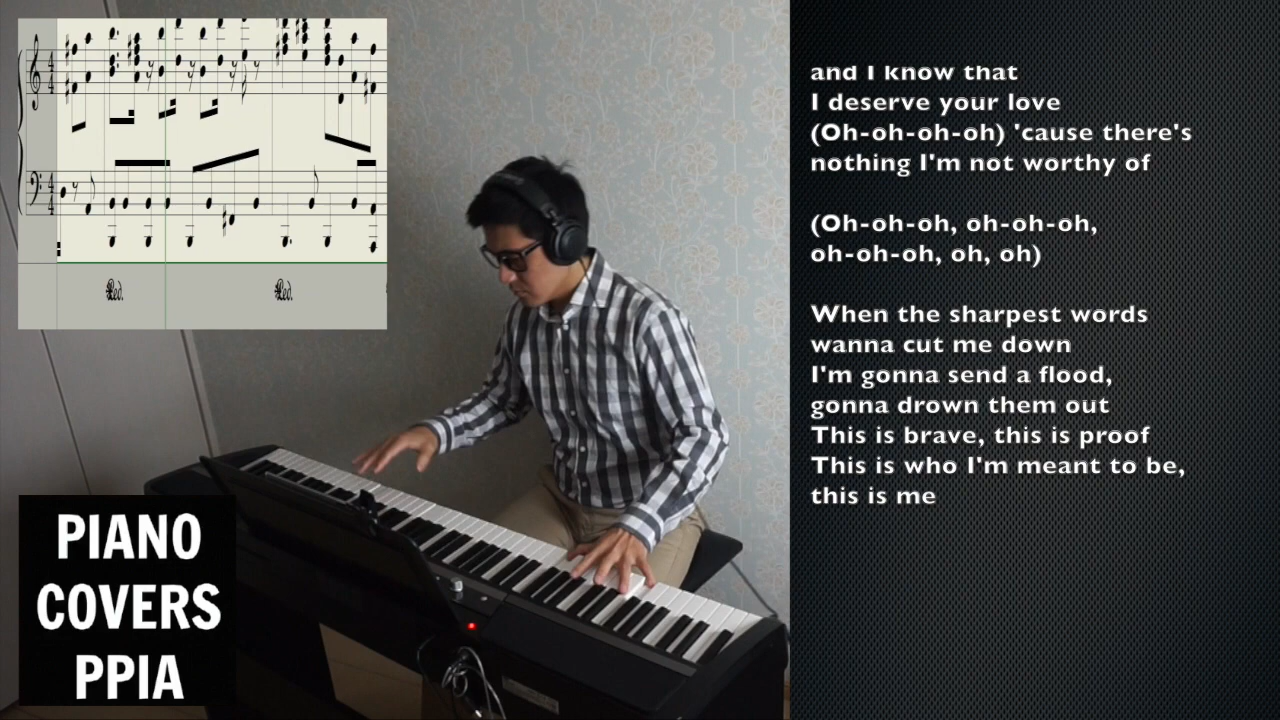 PIANO
COVERS
PPIA
and I know that
I deserve your love
(Oh-oh-oh-oh) 'cause there's
nothing I'm not worthy of
(Oh-oh-oh, oh-oh-oh,
oh-oh-oh, oh, oh)
When the sharpest words
wanna cut me down
I'm gonna send a flood,
gonna drown them out
This is brave, this is proof
This is who I'm meant to be,
this is me